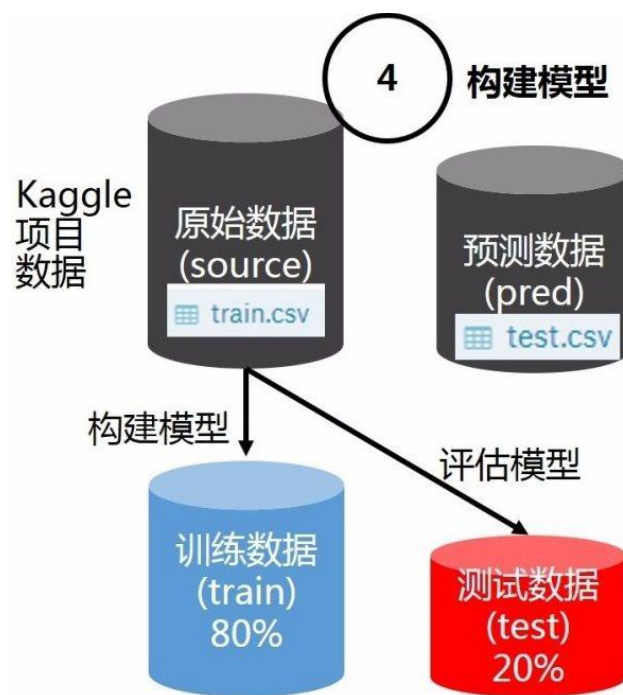 4
构建模型
Kaggle
项目
数据
原始数据
(source)
train.csv
预测数据
(pred)
test.csv
构建模型
评估模型
训练数据
(train)
80%
测试数据
(test)
20%